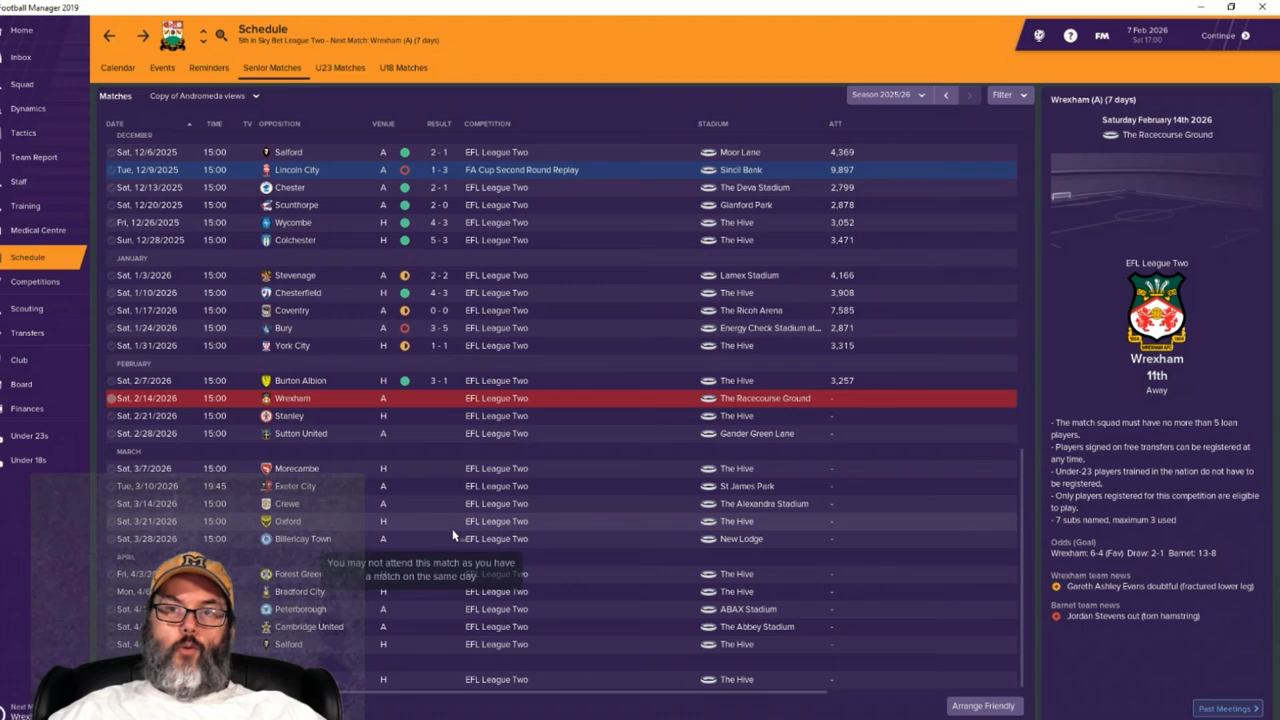 Football Manager 2019
Schedule
5th in Sky Bet League Two - Next Match: Wrexham (A) (7 days)
7 Feb 2026
Sat 17:00
FM
Continue
Home
Inbox
Squad
Dynamics
Tactics
Team Report
Staff
Training
Medical Centre
Schedule
Competitions
Scouting
Transfers
Club
Board
Finances
Under 23s
Under 18s
Calendar Events Reminders Senior Matches U23 Matches U18 Matches
Matches Copy of Andromeda views Season 2025/26 Filter
DATE TIME TV OPPOSITION VENUE RESULT COMPETITION STADIUM ATT
DECEMBER
Sat, 12/6/2025 15:00 Salford A 2 - 1 EFL League Two Moor Lane 4,369
Tue, 12/9/2025 15:00 Lincoln City A 1 - 3 FA Cup Second Round Replay Sincil Bank 9,897
Sat, 12/13/2025 15:00 Chester A 2 - 1 EFL League Two The Deva Stadium 2,799
Sat, 12/20/2025 15:00 Scunthorpe A 2 - 0 EFL League Two Glanford Park 2,878
Fri, 12/26/2025 15:00 Wycombe H 4 - 3 EFL League Two The Hive 3,052
Sun, 12/28/2025 15:00 Colchester H 5 - 3 EFL League Two The Hive 3,471
JANUARY
Sat, 1/3/2026 15:00 Stevenage A 2 - 2 EFL League Two Lamex Stadium 4,166
Sat, 1/10/2026 15:00 Chesterfield H 4 - 3 EFL League Two The Hive 3,908
Sat, 1/17/2026 15:00 Coventry A 0 - 0 EFL League Two The Ricoh Arena 7,585
Sat, 1/24/2026 15:00 Bury A 3 - 5 EFL League Two Energy Check Stadium at... 2,871
Sat, 1/31/2026 15:00 York City H 1 - 1 EFL League Two The Hive 3,315
FEBRUARY
Sat, 2/7/2026 15:00 Burton Albion H 3 - 1 EFL League Two The Hive 3,257
Sat, 2/14/2026 15:00 Wrexham A EFL League Two The Racecourse Ground -
Sat, 2/21/2026 15:00 Stanley H EFL League Two The Hive -
Sat, 2/28/2026 15:00 Sutton United A EFL League Two Gander Green Lane -
MARCH
Sat, 3/7/2026 15:00 Morecambe H EFL League Two The Hive -
Tue, 3/10/2026 19:45 Exeter City A EFL League Two St James Park -
Sat, 3/14/2026 15:00 Crewe A EFL League Two The Alexandra Stadium -
Sat, 3/21/2026 15:00 Oxford H EFL League Two The Hive -
Sat, 3/28/2026 15:00 Billericay Town A EFL League Two New Lodge -
APRIL
You may not attend this match as you have
a match on the same day
Fri, 4/3/2 Forest Green The Hive -
Mon, 4/6 Bradford City H EFL League Two The Hive -
Sat, 4/ Peterborough A EFL League Two ABAX Stadium -
Sat, 4 Cambridge United A EFL League Two The Abbey Stadium -
Sat, 4 Salford H EFL League Two The Hive -
H EFL League Two The Hive -
Next M
Wrex
Arrange Friendly
Wrexham (A) (7 days)
Saturday February 14th 2026
The Racecourse Ground
EFL League Two
Wrexham
11th
Away
- The match squad must have no more than 5 loan
players.
- Players signed on free transfers can be registered at
any time.
- Under-23 players trained in the nation do not have to
be registered.
- Only players registered for this competition are eligible
to play.
- 7 subs named, maximum 3 used
Odds (Goal)
Wrexham: 6-4 (Fav) Draw: 2-1 Barnet: 13-8
Wrexham team news
Gareth Ashley Evans doubtful (fractured lower leg)
Barnet team news
Jordan Stevens out (torn hamstring)
Past Meetings